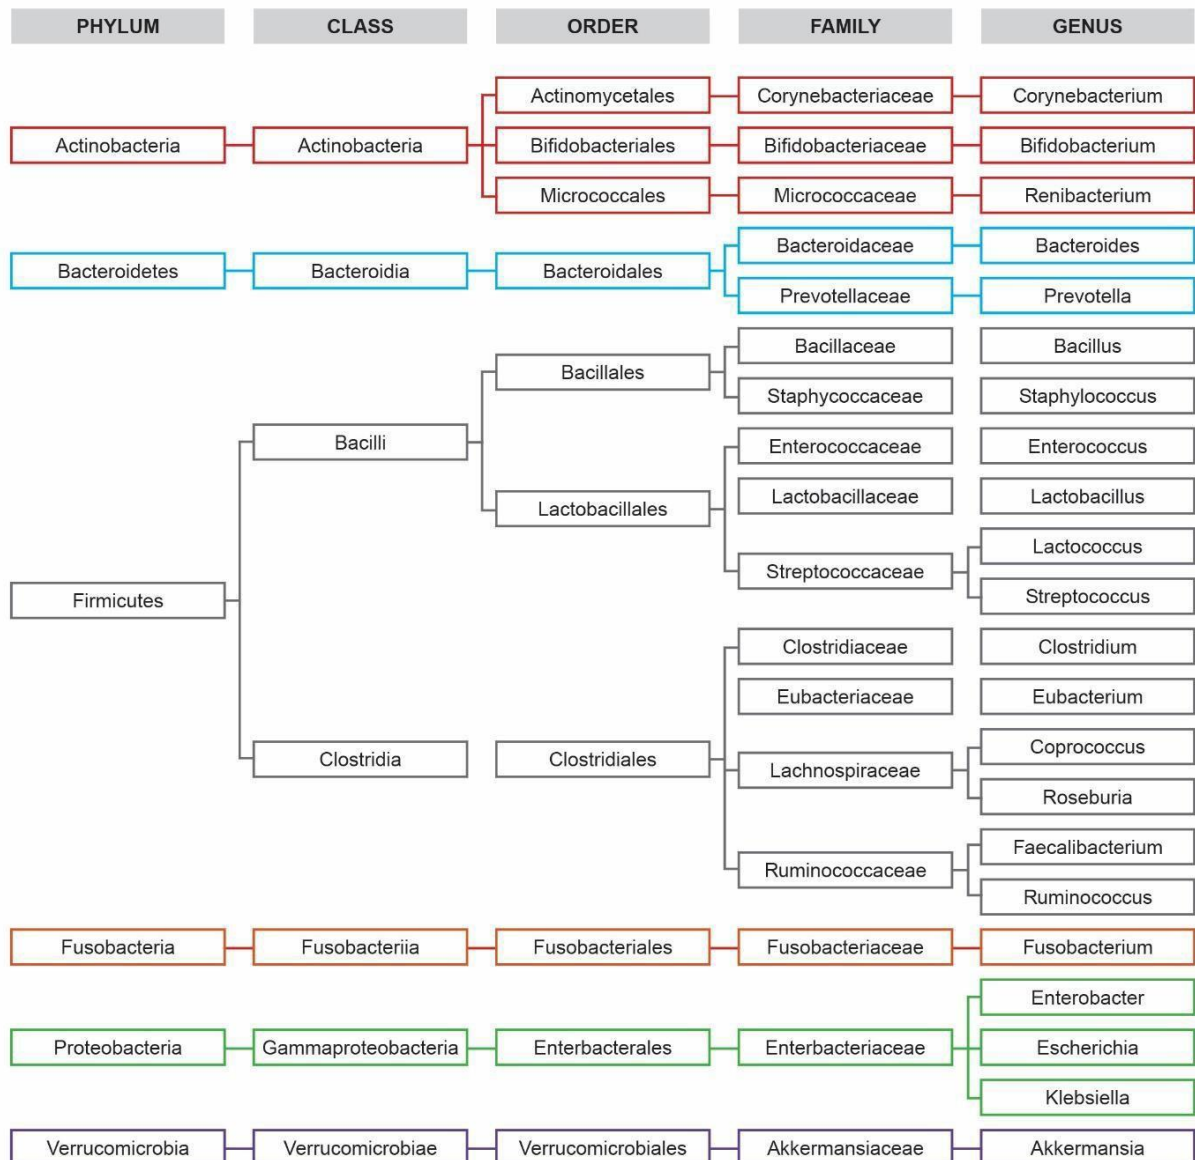 PHYLUM CLASS ORDER FAMILY GENUS
Actinomycetales Corynebacteriaceae Corynebacterium
Actinobacteria Actinobacteria Bifidobacteriales Bifidobacteriaceae Bifidobacterium
Micrococcales Micrococcaceae Renibacterium
Bacteroidaceae Bacteroides
Bacteroidetes Bacteroidia Bacteroidales
Prevotellaceae Prevotella
Bacillaceae Bacillus
Bacillales
Staphycoccaceae Staphylococcus
Bacilli Enterococcaceae Enterococcus
Lactobacillaceae Lactobacillus
Lactobacillales
Lactococcus
Streptococcaceae
Streptococcus
Firmicutes
Clostridiaceae Clostridium
Eubacteriaceae Eubacterium
Coprococcus
Clostridia Clostridiales Lachnospiraceae
Roseburia
Faecalibacterium
Ruminococcaceae
Ruminococcus
Fusobacteria Fusobacteriia Fusobacteriales Fusobacteriaceae Fusobacterium
Enterobacter
Proteobacteria Gammaproteobacteria Enterbacterales Enterbacteriaceae Escherichia
Klebsiella
Verrucomicrobia Verrucomicrobiae Verrucomicrobiales Akkermansiaceae Akkermansia